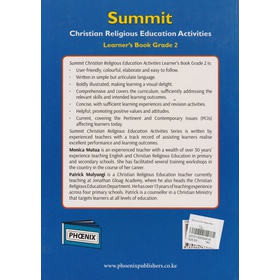 Summit
Christian Religious Education Activities
Learner's Book Grade 2
Summit Christian Religious Education Activities Learner's Book Grade 2 is:
· User-friendly, colourful, elaborate and easy to follow.
· Written in simple but articulate language.
· Boldly illustrated, making learning a visual delight.
· Comprehensive and covers the curriculum, sufficiently addressing the relevant skills and intended learning outcomes.
· Concise, with sufficient learning experiences and revision activities.
· Helpful, promoting positive values and attitudes.
· Current, covering the Pertinent and Contemporary Issues (PCIs) affecting learners today.
Summit Christian Religious Education Activities Series is written by experienced teachers with a track record of assisting learners realise excellent performance and learning outcomes.
Monica Mutua is an experienced teacher with a wealth of over 30 years' experience teaching English and Christian Religious Education in primary and secondary schools. She has facilitated several training workshops in the country in the course of her career.
Patrick Mulyungi is a Christian Religious Education teacher currently teaching at Jonathan Gloag Academy, where he also heads the Religious Education Department. He has over 15 years of teaching experience across four primary schools. Patrick is a counsellor in a Christian Ministry that targets learners at all levels of education.
PHOENIX
www.phoenixpublishers.co.ke